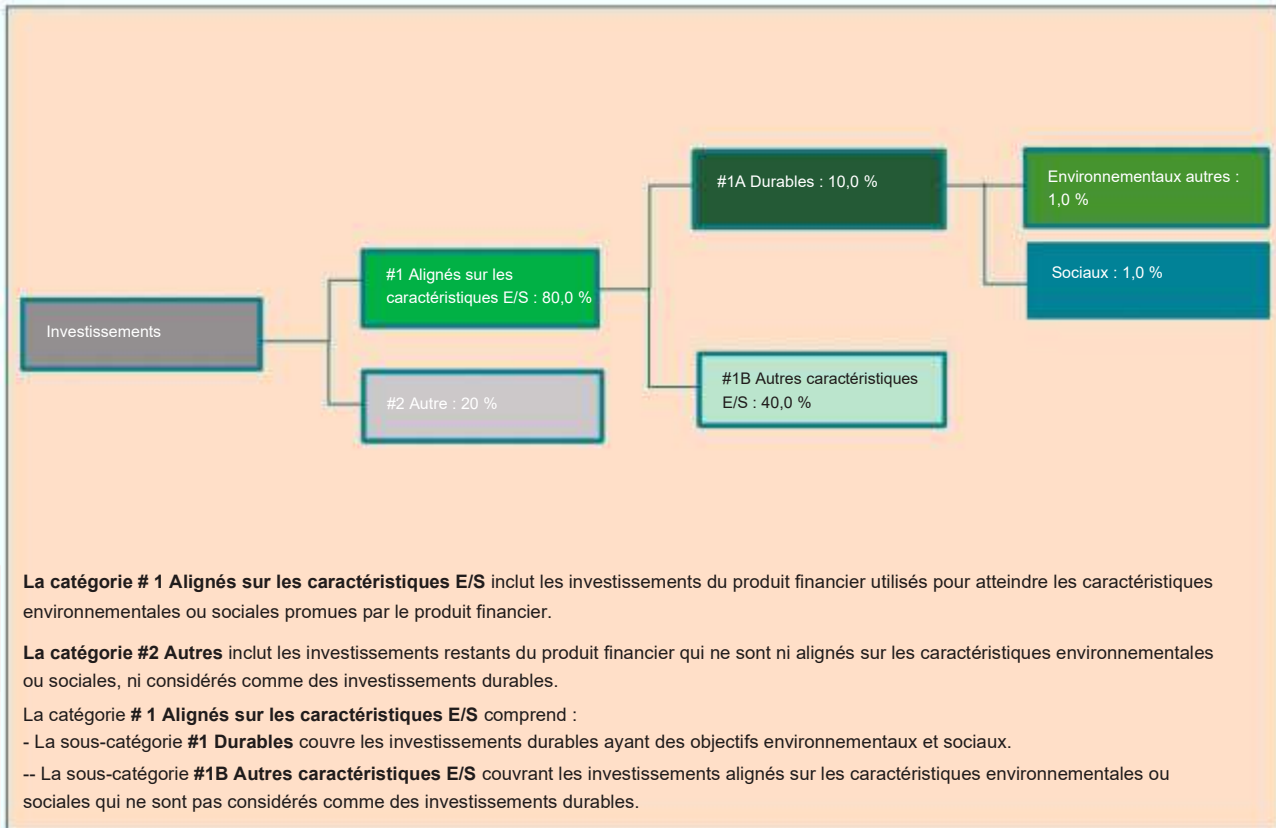 #1A Durables : 10,0 %
Environnementaux autres :
1,0 %
#1 Alignés sur les
caractéristiques E/S : 80,0 %
Sociaux : 1,0 %
Investissements
#2 Autre : 20 %
#1B Autres caractéristiques
E/S : 40,0 %
La catégorie # 1 Alignés sur les caractéristiques E/S inclut les investissements du produit financier utilisés pour atteindre les caractéristiques
environnementales ou sociales promues par le produit financier.
La catégorie #2 Autres inclut les investissements restants du produit financier qui ne sont ni alignés sur les caractéristiques environnementales
ou sociales, ni considérés comme des investissements durables.
La catégorie # 1 Alignés sur les caractéristiques E/S comprend :
- La sous-catégorie #1 Durables couvre les investissements durables ayant des objectifs environnementaux et sociaux.
-- La sous-catégorie #1B Autres caractéristiques E/S couvrant les investissements alignés sur les caractéristiques environnementales ou
sociales qui ne sont pas considérés comme des investissements durables.